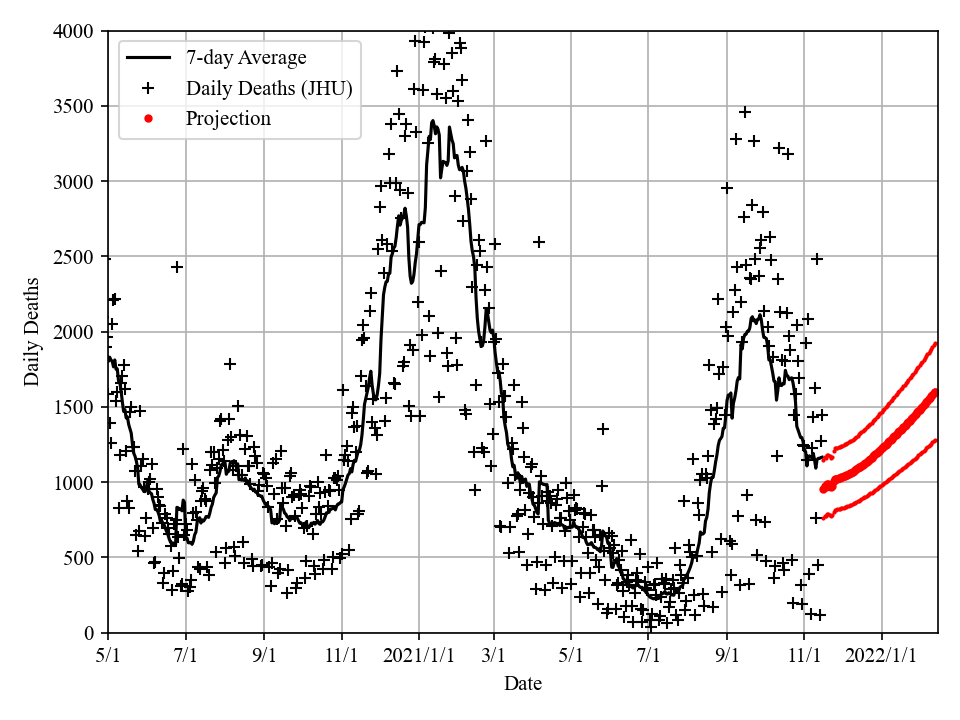 4000
3500
3000
2500
2000
1500
1000
500
0
Daily Deaths
7-day Average
Daily Deaths (JHU)
Projection
5/1 7/1 9/1 11/1 2021/1/1 3/1 5/1 7/1 9/1 11/1 2022/1/1
Date